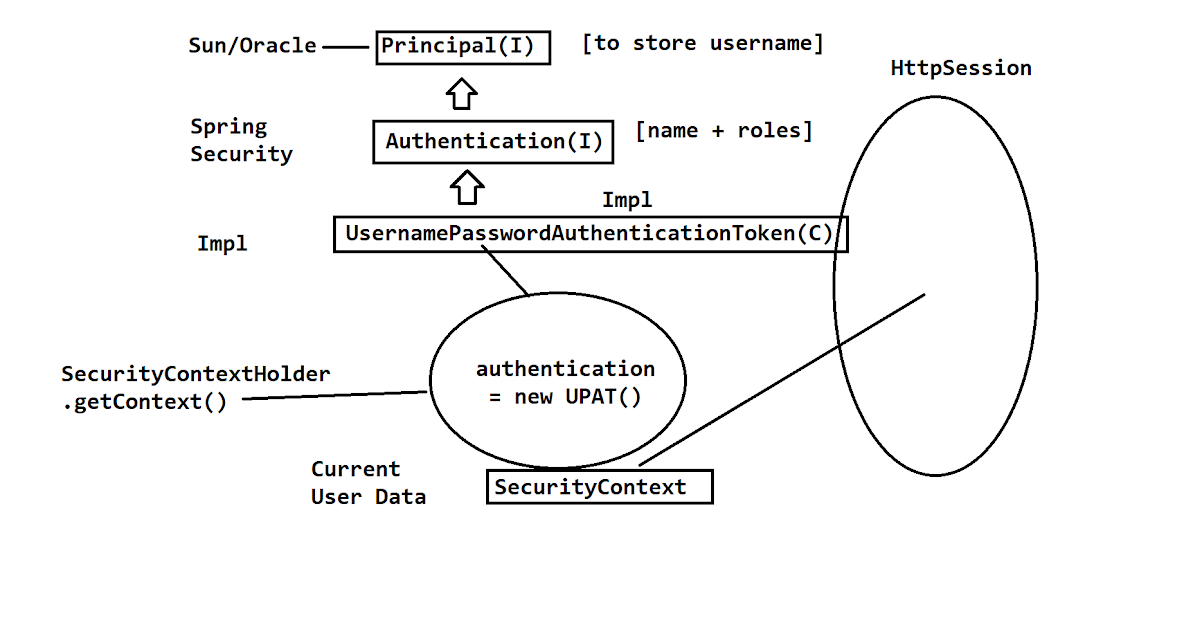 Sun/Oracle
Principal(I)
[to store username]
HttpSession
Spring
Security
Authentication(I)
[name + roles]
Impl
Impl
UsernamePasswordAuthenticationToken(C)
authentication
= new UPAT()
SecurityContextHolder
.getContext()
Current
User Data
SecurityContext